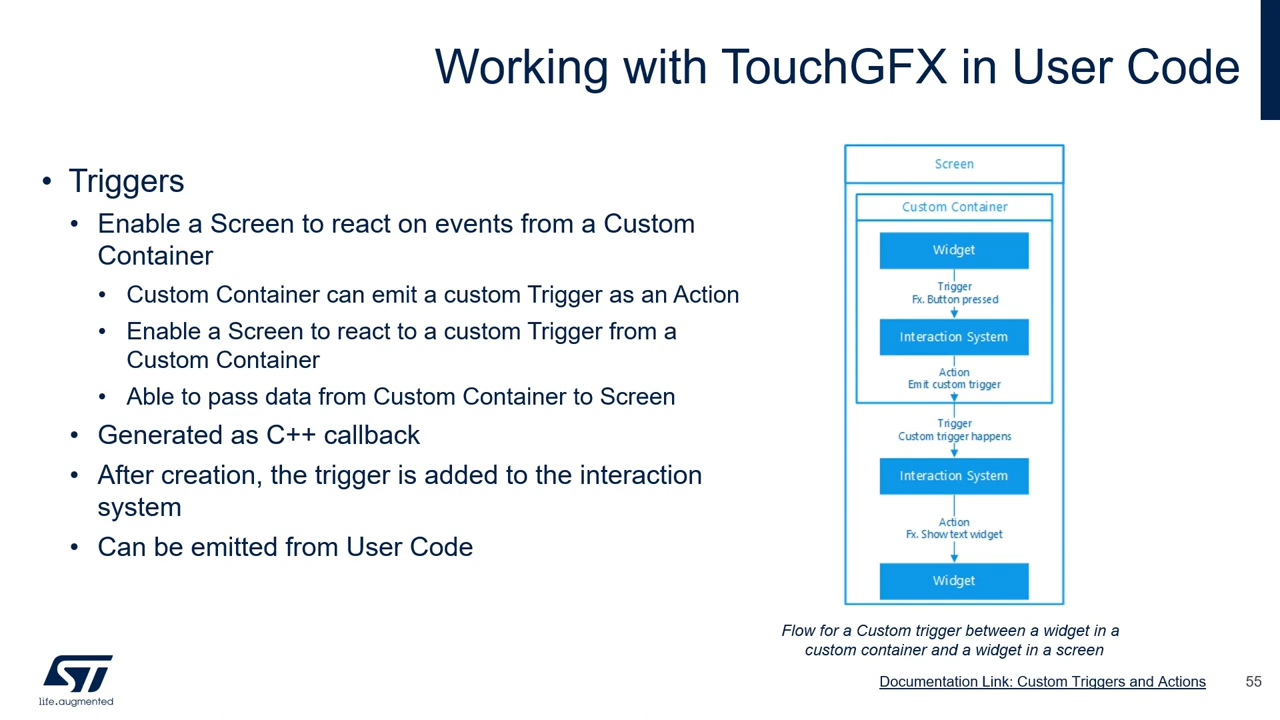 Working with TouchGFX in User Code
• Triggers
• Enable a Screen to react on events from a Custom
Container
• Custom Container can emit a custom Trigger as an Action
• Enable a Screen to react to a custom Trigger from a
Custom Container
• Able to pass data from Custom Container to Screen
• Generated as C++ callback
• After creation, the trigger is added to the interaction
system
• Can be emitted from User Code
Screen
Custom Container
Widget
Trigger
Fx. Button pressed
Interaction System
Action
Emit custom trigger
Trigger
Custom trigger happens
Interaction System
Action
Fx. Show text widget
Widget
Flow for a Custom trigger between a widget in a
custom container and a widget in a screen
Documentation Link: Custom Triggers and Actions
55
ST
life.augmented